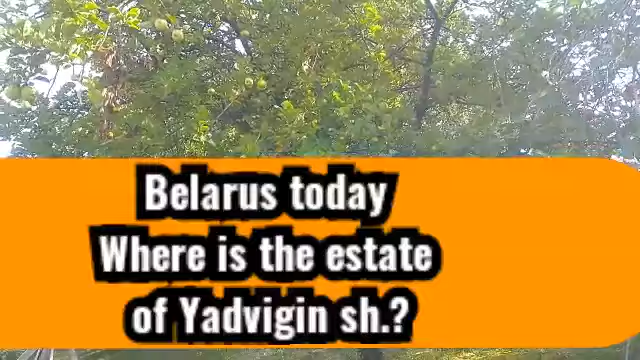 Belarus today
Where is the estate
of Yadvigin sh.?